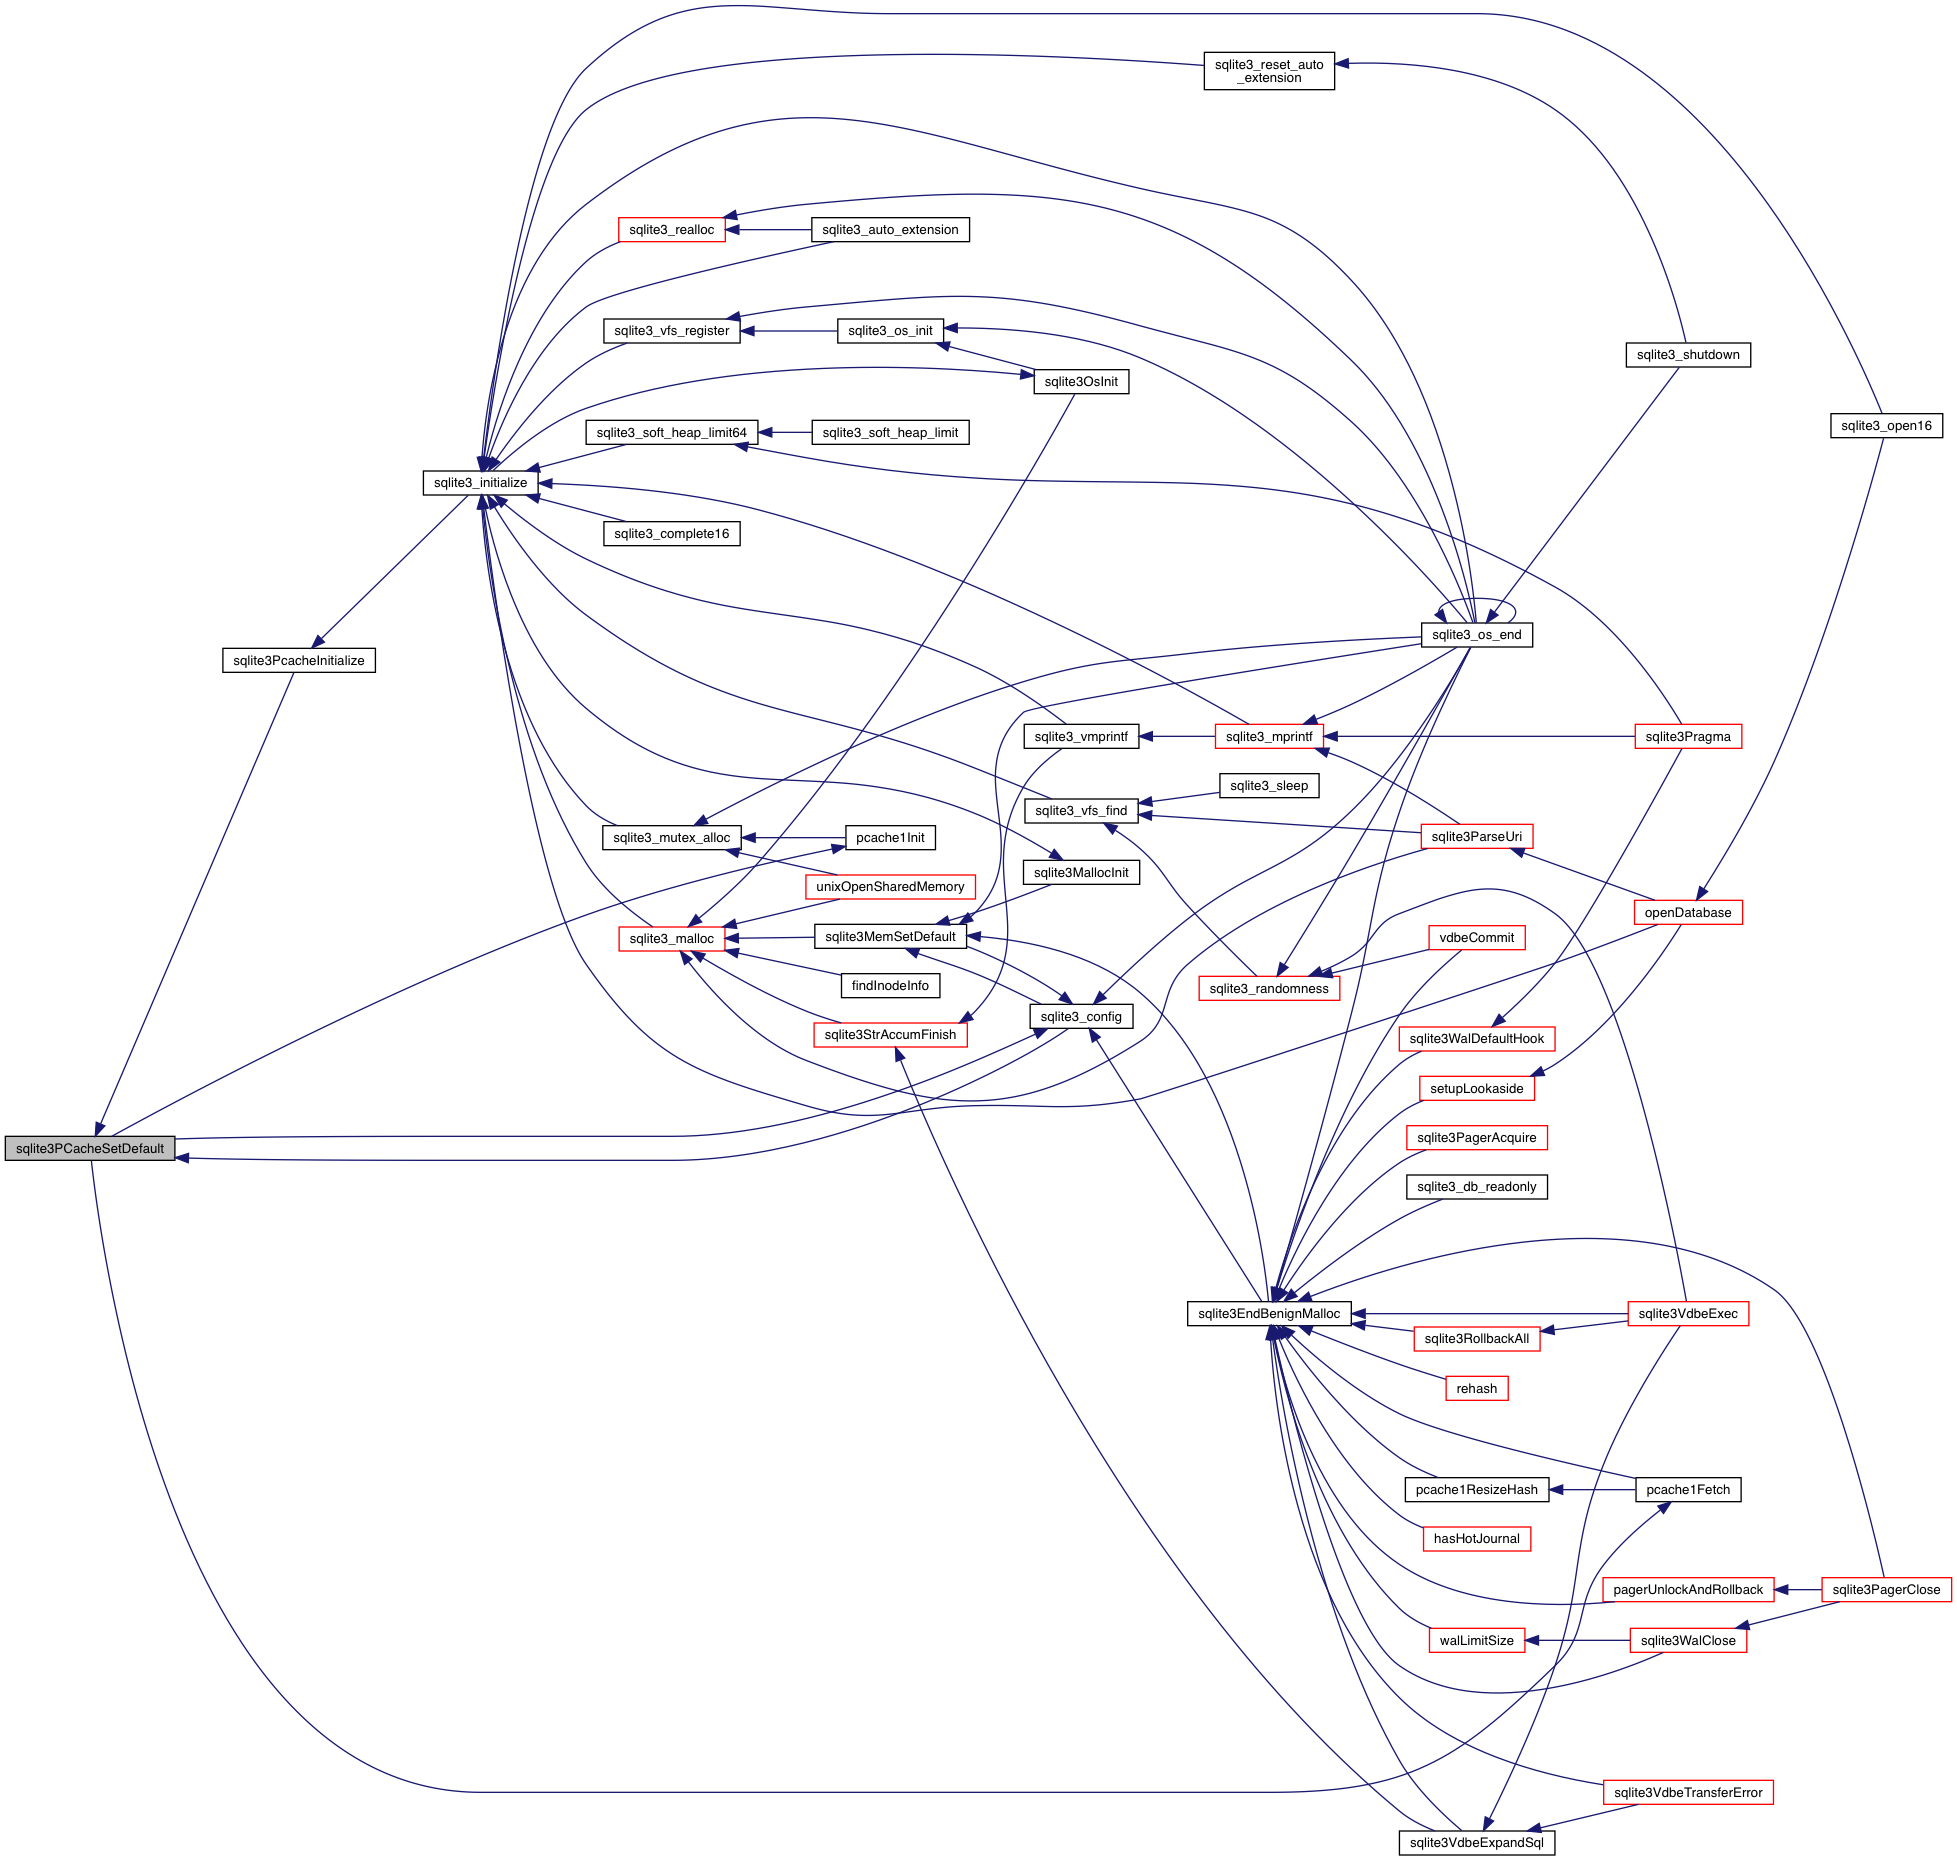 sqlite3_reset_auto
_extension
sqlite3_realloc
sqlite3_auto_extension
sqlite3_vfs_register
sqlite3_os_init
sqlite3_shutdown
sqlite3OsInit
sqlite3_open16
sqlite3_soft_heap_limit64
sqlite3_soft_heap_limit
sqlite3_initialize
sqlite3_complete16
sqlite3_os_end
sqlite3PcacheInitialize
sqlite3_vmprintf
sqlite3_mprintf
sqlite3Pragma
sqlite3_sleep
sqlite3_vfs_find
sqlite3_mutex_alloc
pcache1Init
sqlite3ParseUri
sqlite3MallocInit
unixOpenSharedMemory
openDatabase
sqlite3_malloc
sqlite3MemSetDefault
vdbeCommit
findInodeInfo
sqlite3_randomness
sqlite3_config
sqlite3StrAccumFinish
sqlite3WalDefaultHook
setupLookaside
sqlite3PagerAcquire
sqlite3PCacheSetDefault
sqlite3_db_readonly
sqlite3EndBenignMalloc
sqlite3VdbeExec
sqlite3RollbackAll
rehash
pcache1ResizeHash
pcache1Fetch
hasHotJournal
pagerUnlockAndRollback
sqlite3PagerClose
walLimitSize
sqlite3WalClose
sqlite3VdbeTransferError
sqlite3VdbeExpandSql